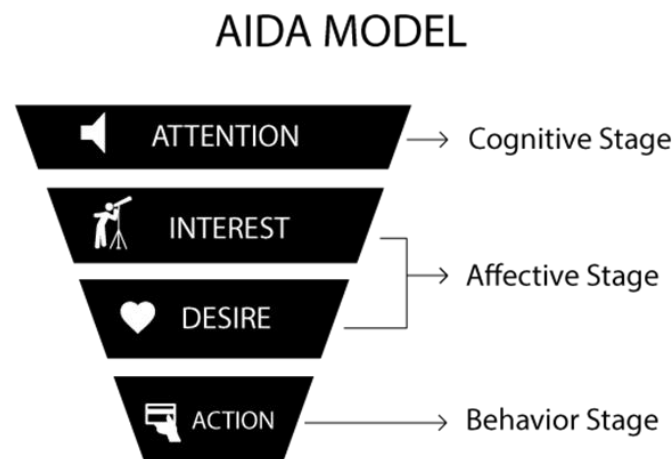 AIDA MODEL
ATTENTION
Cognitive Stage
INTEREST
Affective Stage
DESIRE
ACTION
Behavior Stage